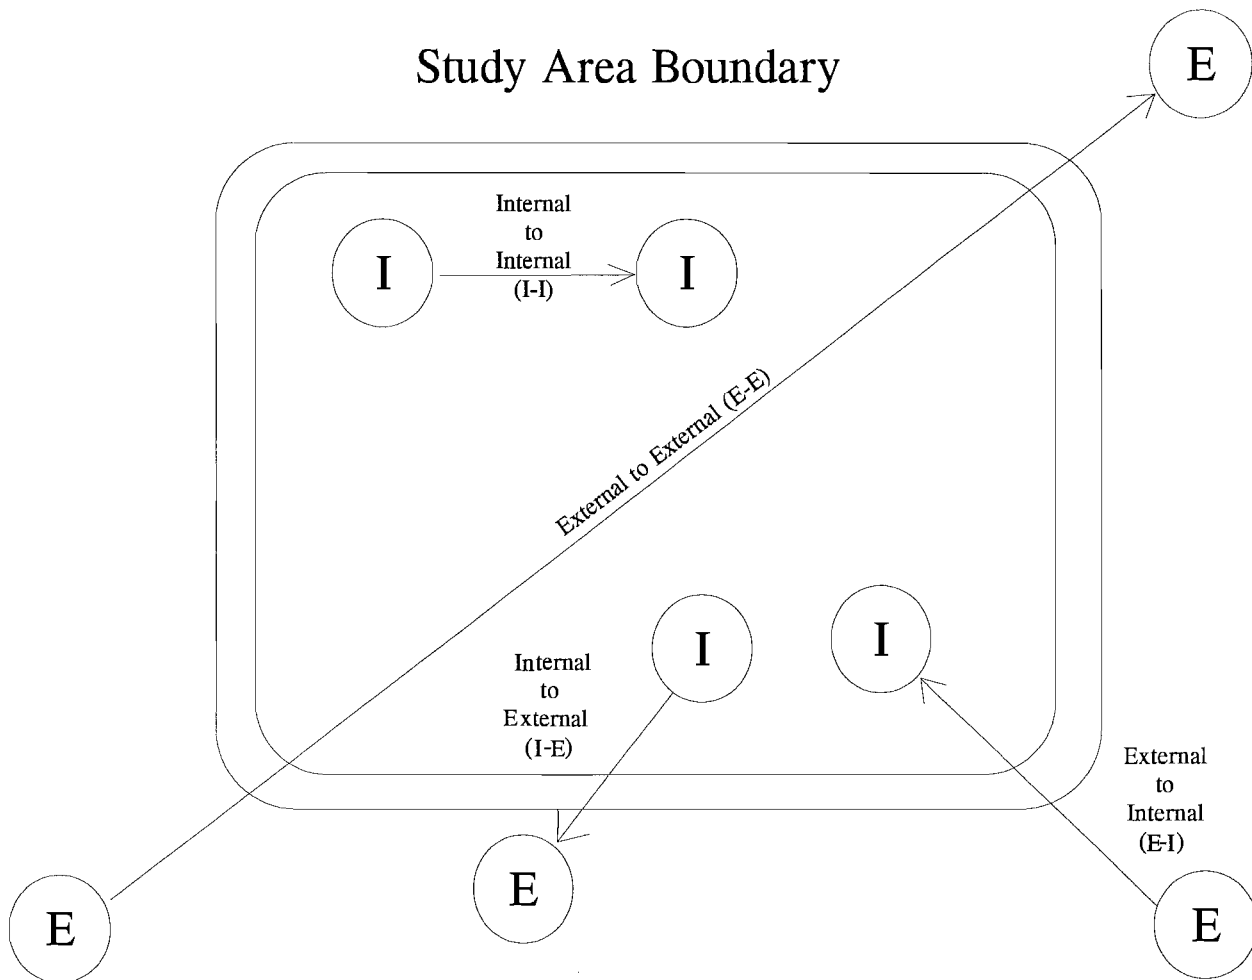 Study Area Boundary
E
Internal
to
Internal
(I-I)
I
I
External to External (E-E)
I
I
Internal
to
External
(I-E)
External
to
Internal
(E-I)
E
E
E